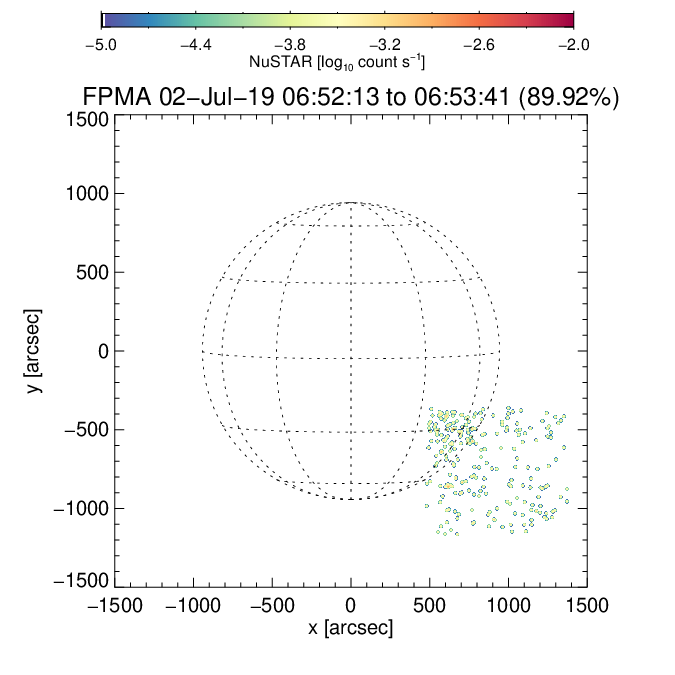 −5.0 −4.4 −3.8 −3.2 −2.6 −2.0
NuSTAR [log₁₀ count s⁻¹]
FPMA 02−Jul−19 06:52:13 to 06:53:41 (89.92%)
1500
1000
500
0
−500
−1000
−1500
y [arcsec]
−1500 −1000 −500 0 500 1000 1500
x [arcsec]